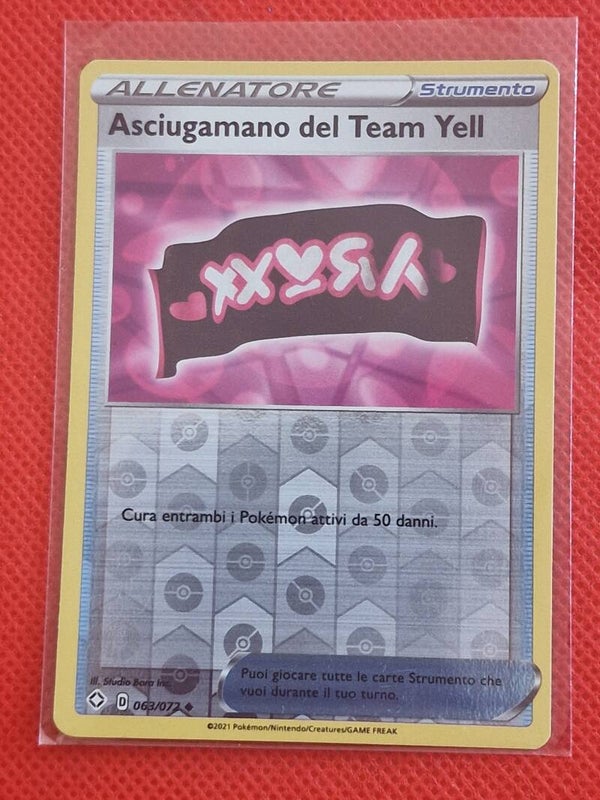 ALLENATORE Strumento
Asciugamano del Team Yell
Cura entrambi i Pokémon attivi da 50 danni.
Puoi giocare tutte le carte Strumento che
vuoi durante il tuo turno.
Ill. Studio Bora Inc.
D 063/072
©2021 Pokémon/Nintendo/Creatures/GAME FREAK